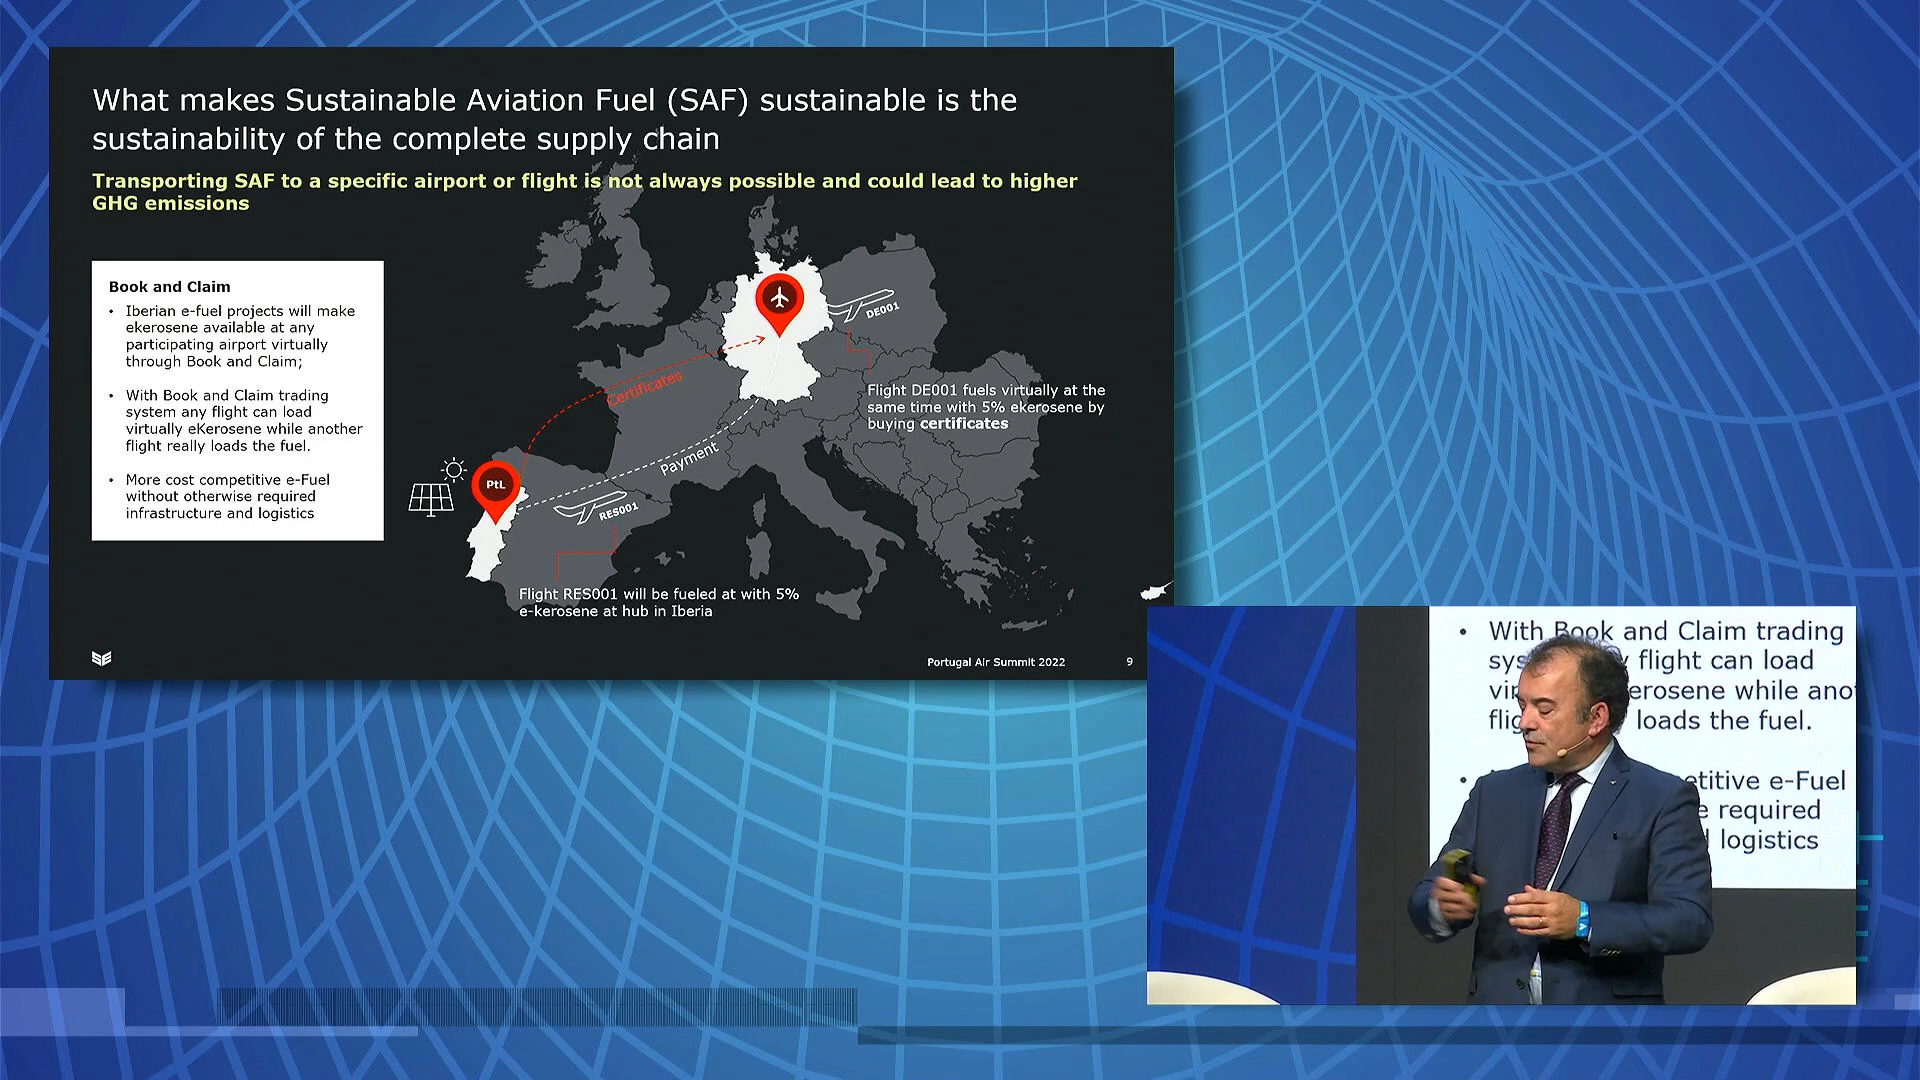 What makes Sustainable Aviation Fuel (SAF) sustainable is the
sustainability of the complete supply chain
Transporting SAF to a specific airport or flight is not always possible and could lead to higher
GHG emissions
Book and Claim
• Iberian e-fuel projects will make
ekerosene available at any
participating airport virtually
through Book and Claim;
• With Book and Claim trading
system any flight can load
virtually eKerosene while another
flight really loads the fuel.
• More cost competitive e-Fuel
without otherwise required
infrastructure and logistics
DE001
Certificates
Flight DE001 fuels virtually at the
same time with 5% ekerosene by
buying certificates
Payment
PtL
RES001
Flight RES001 will be fueled at with 5%
e-kerosene at hub in Iberia
Portugal Air Summit 2022
9
• With Book and Claim trading
flight can load
erosene while
loads the fuel.
e-Fuel
required
logistics